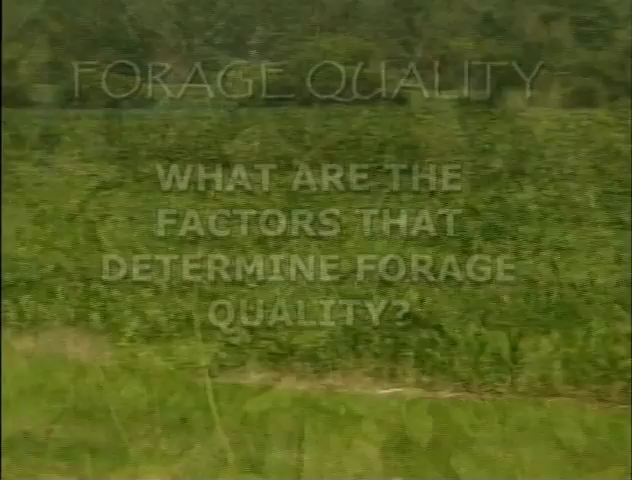 FORAGE QUALITY
WHAT ARE THE
FACTORS THAT
DETERMINE FORAGE
QUALITY?